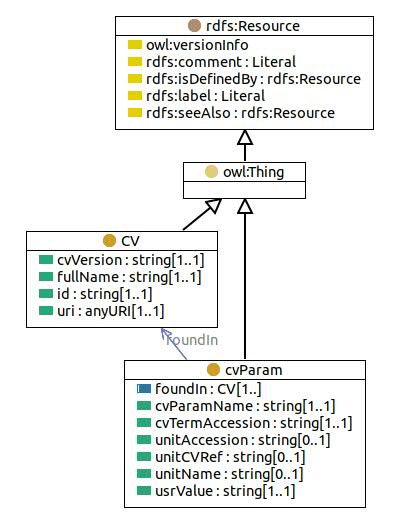 rdfs:Resource
owl:versionInfo
rdfs:comment : Literal
rdfs:isDefinedBy : rdfs:Resource
rdfs:label : Literal
rdfs:seeAlso : rdfs:Resource
owl:Thing
CV
cvVersion : string[1..1]
fullName : string[1..1]
id : string[1..1]
uri : anyURI[1..1]
foundIn
cvParam
foundIn : CV[1..]
cvParamName : string[1..1]
cvTermAccession : string[1..1]
unitAccession : string[0..1]
unitCVRef : string[0..1]
unitName : string[0..1]
usrValue : string[1..1]